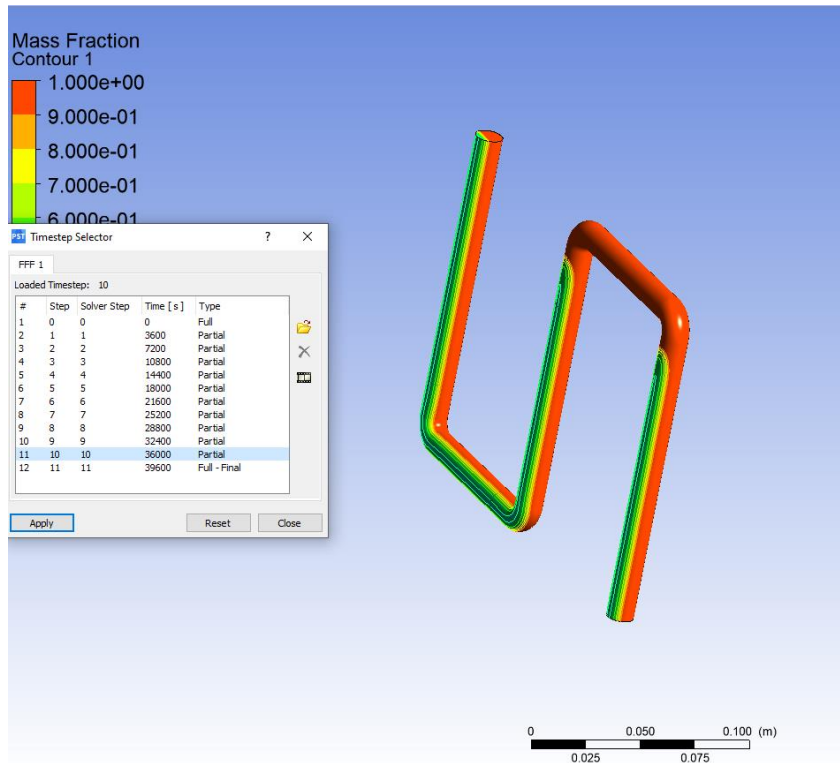 Mass Fraction
Contour 1
1.000e+00
9.000e-01
8.000e-01
7.000e-01
6.000e-01
PST Timestep Selector ? X
FFF 1
Loaded Timestep: 10
# Step Solver Step Time [ s ] Type
1 0 0 0 Full
2 1 1 3600 Partial
3 2 2 7200 Partial
4 3 3 10800 Partial
5 4 4 14400 Partial
6 5 5 18000 Partial
7 6 6 21600 Partial
8 7 7 25200 Partial
9 8 8 28800 Partial
10 9 9 32400 Partial
11 10 10 36000 Partial
12 11 11 39600 Full - Final
Apply Reset Close
0 0.050 0.100 (m)
0.025 0.075